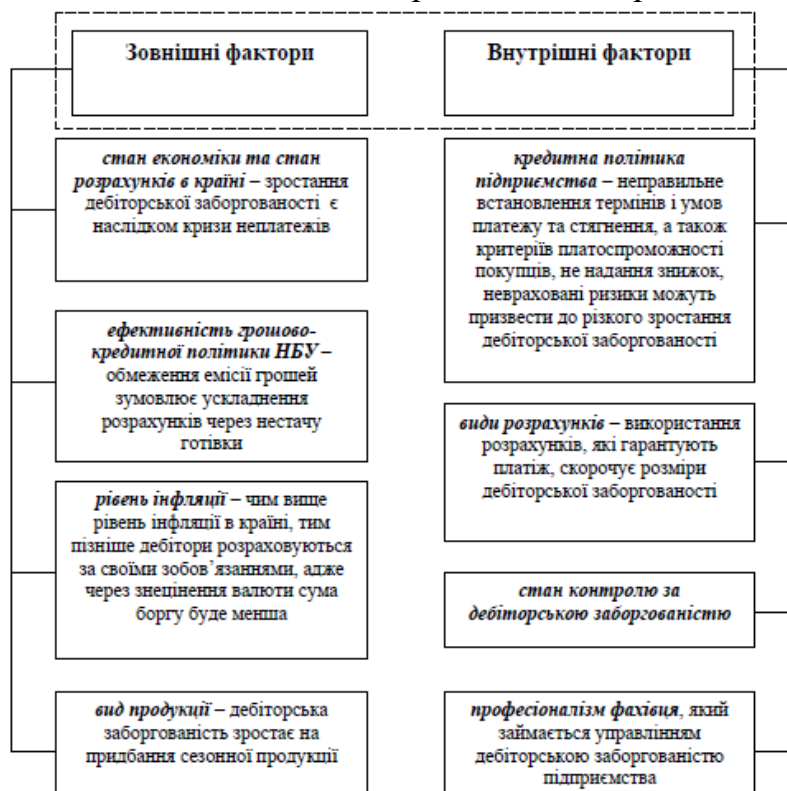 Зовнішні фактори
стан економіки та стан
розрахунків в країні – зростання
дебіторської заборгованості є
наслідком кризи неплатежів
ефективність грошово-
кредитної політики НБУ –
обмеження емісії грошей
зумовлює ускладнення
розрахунків через нестачу
готівки
рівень інфляції – чим вище
рівень інфляції в країні, тим
пізніше дебітори розраховуються
за своїми зобов’язаннями, адже
через знецінення валюти сума
боргу буде менша
вид продукції – дебіторська
заборгованість зростає на
придбання сезонної продукції
Внутрішні фактори
кредитна політика
підприємства – неправильне
встановлення термінів і умов
платежу та стягнення, а також
критеріїв платоспроможності
покупців, не надання знижок,
невраховані ризики можуть
призвести до різкого зростання
дебіторської заборгованості
види розрахунків – використання
розрахунків, які гарантують
платіж, скорочує розміри
дебіторської заборгованості
стан контролю за
дебіторською заборгованістю
професіоналізм фахівця, який
займається управлінням
дебіторською заборгованістю
підприємства